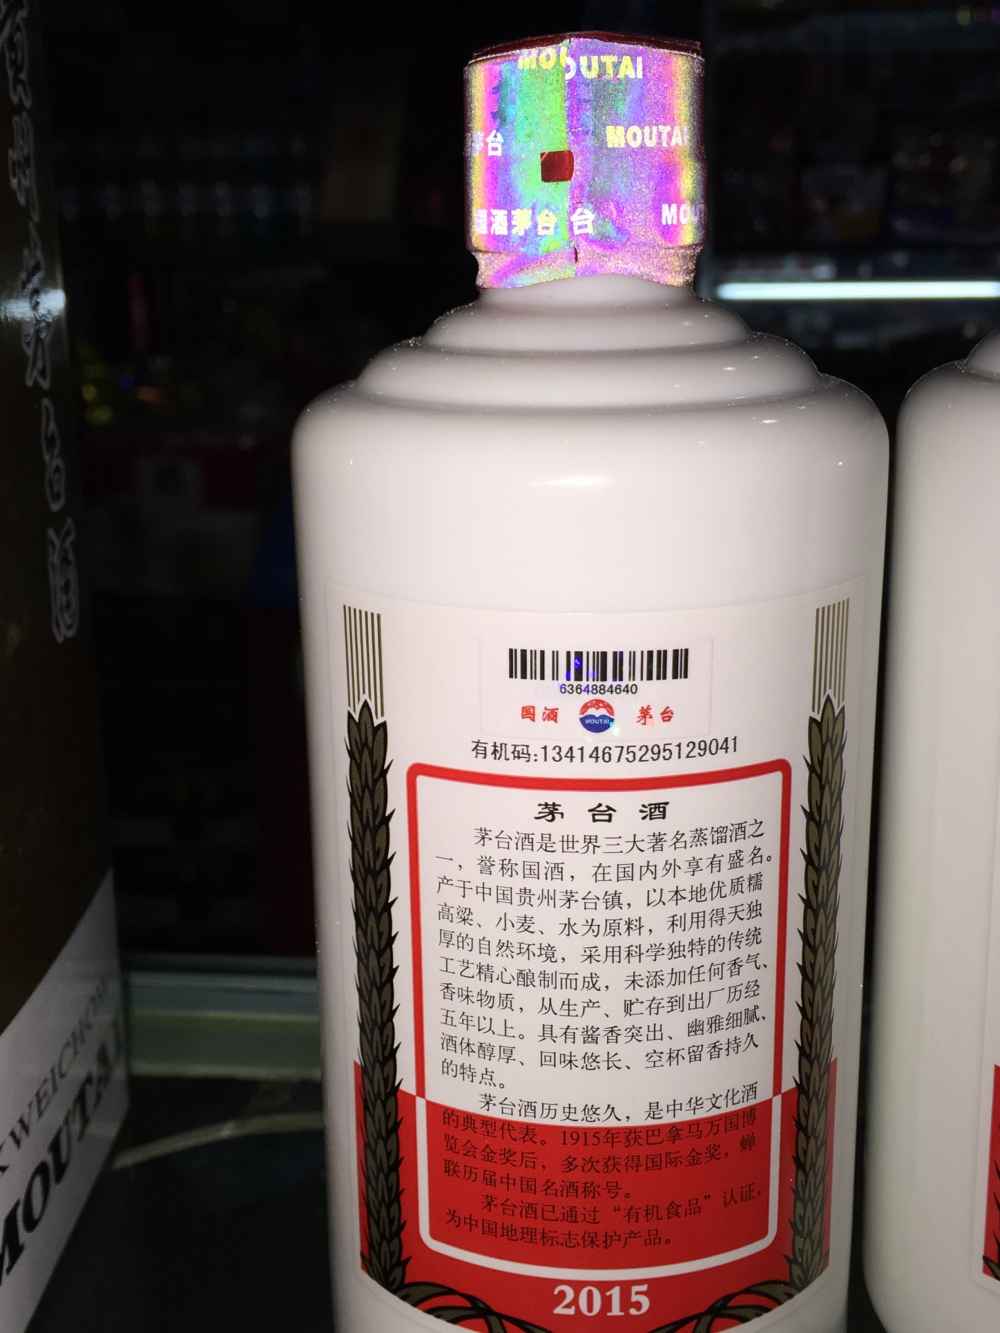 MOUTAI
茅台 MOUTAI
国酒茅台 台 MOU
6364884640
国酒 MOUTAI 茅台
有机码:13414675295129041
茅台酒
茅台酒是世界三大著名蒸馏酒之
一，誉称国酒，在国内外享有盛名。
产于中国贵州茅台镇，以本地优质糯
高粱、小麦、水为原料，利用得天独
厚的自然环境，采用科学独特的传统
工艺精心酿制而成，未添加任何香气、
香味物质，从生产、贮存到出厂历经
五年以上。具有酱香突出、幽雅细腻、
酒体醇厚、回味悠长、空杯留香持久
的特点。
茅台酒历史悠久，是中华文化酒
的典型代表。1915年获巴拿马万国博
览会金奖后，多次获得国际金奖，蝉
联历届中国名酒称号。
茅台酒已通过“有机食品”认证，
为中国地理标志保护产品。
2015
KWEICHOW
MOUTAI